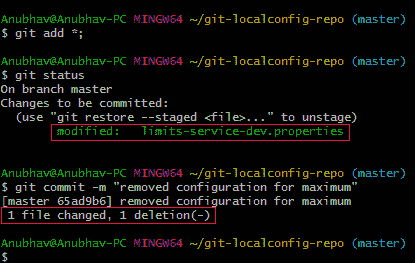 Anubhav@Anubhav-PC MINGW64 ~/git-localconfig-repo (master)
$ git add *;
Anubhav@Anubhav-PC MINGW64 ~/git-localconfig-repo (master)
$ git status
On branch master
Changes to be committed:
(use "git restore --staged <file>..." to unstage)
modified: limits-service-dev.properties
Anubhav@Anubhav-PC MINGW64 ~/git-localconfig-repo (master)
$ git commit -m "removed configuration for maximum"
[master 65ad9b6] removed configuration for maximum
1 file changed, 1 deletion(-)
Anubhav@Anubhav-PC MINGW64 ~/git-localconfig-repo (master)
$